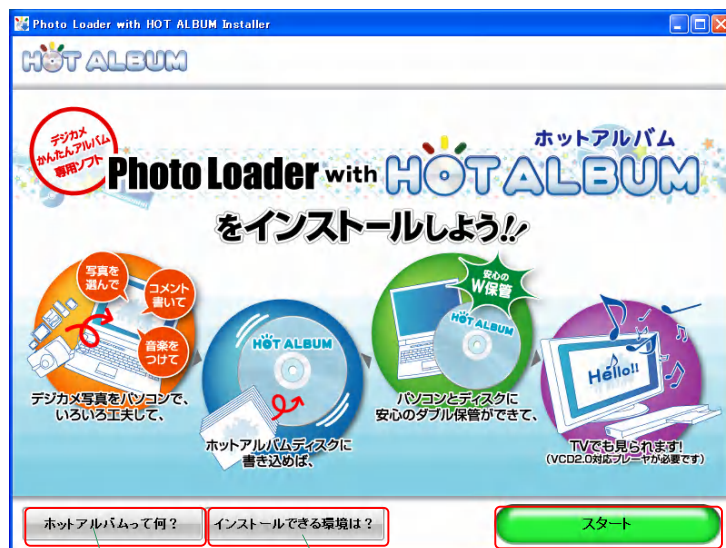 Photo Loader with HOT ALBUM Installer
HOT ALBUM
デジカメ
かんたんアルバム
専用ソフト
ホットアルバム
Photo Loader with HOT ALBUM
をインストールしよう!!
写真を
選んで
コメント
書いて
音楽を
つけて
デジカメ写真をパソコンで、
いろいろ工夫して、
HOT ALBUM
ホットアルバムディスクに
書き込めば、
安心の
W保管
HOT ALBUM
パソコンとディスクに
安心のダブル保管ができて、
Hello!!
TVでも見られます!
(VCD2.0対応プレーヤが必要です)
ホットアルバムって何?
インストールできる環境は?
スタート